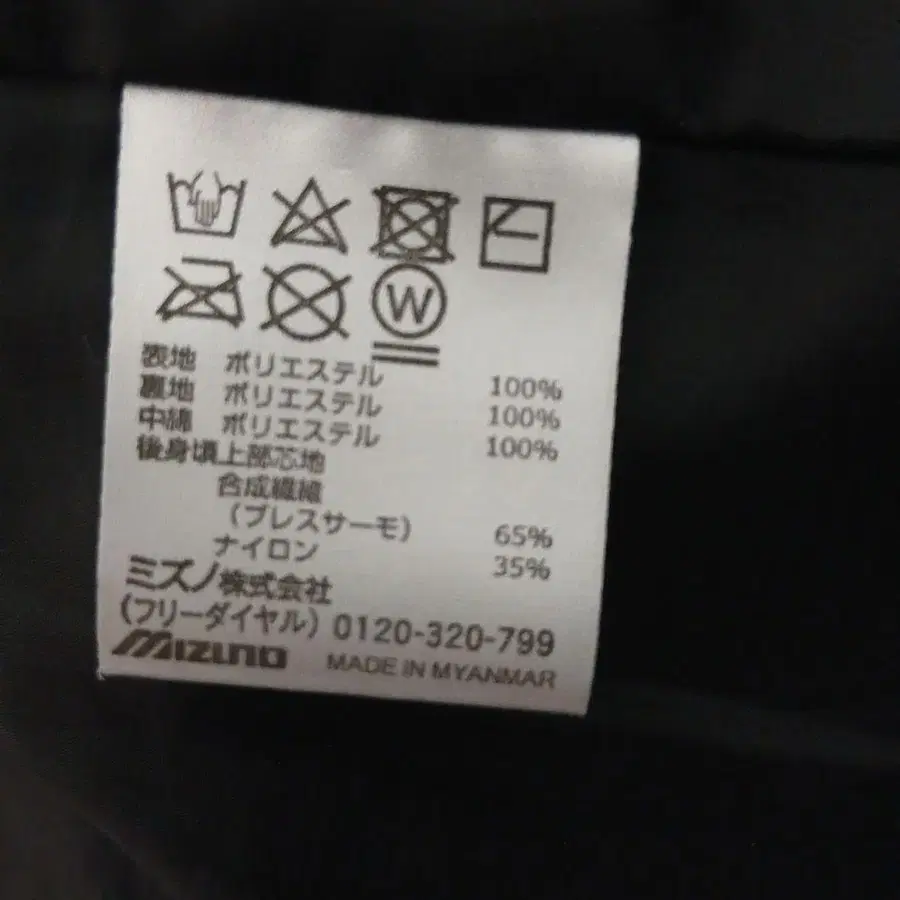 W
表地 ポリエステル 100%
裏地 ポリエステル 100%
中綿 ポリエステル 100%
後身頃上部芯地
合成繊維
(ブレスサーモ) 65%
ナイロン 35%
ミズノ株式会社
(フリーダイヤル) 0120-320-799
MIZUNO MADE IN MYANMAR